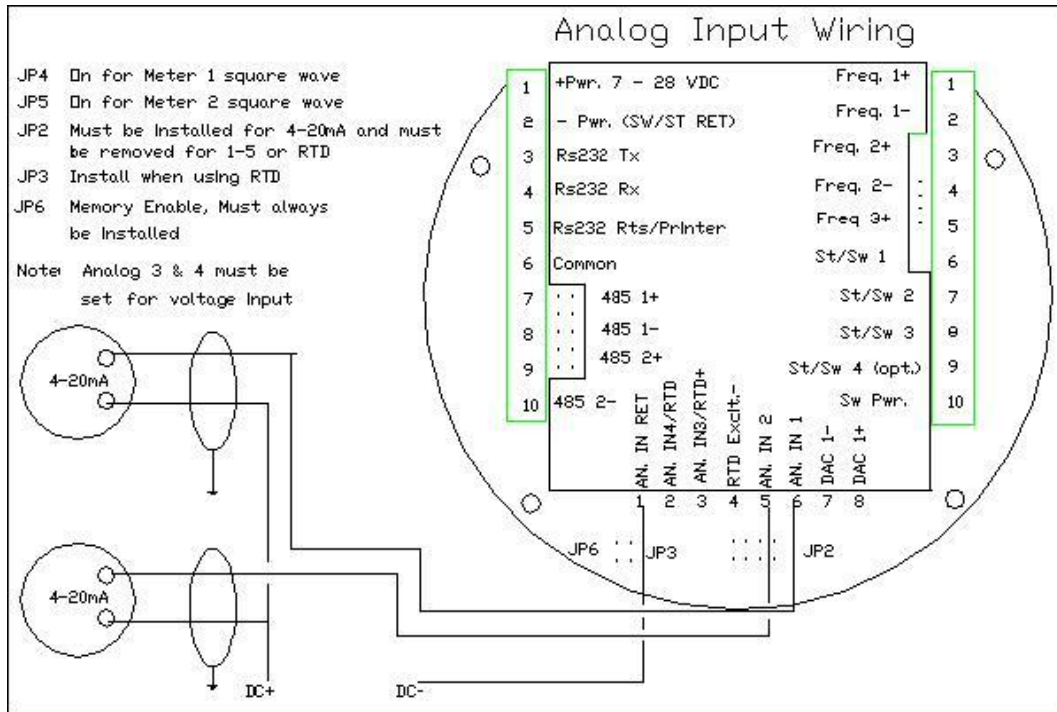 Analog Input Wiring
JP4 On for Meter 1 square wave
JP5 On for Meter 2 square wave
JP2 Must be Installed for 4-20mA and must
be removed for 1-5 or RTD
JP3 Install when using RTD
JP6 Memory Enable, Must always
be Installed
Note: Analog 3 & 4 must be
set for voltage Input
4-20mA
4-20mA
DC+
DC-
1 +Pwr. 7 - 28 VDC
2 - Pwr. (SW/ST RET)
3 Rs232 Tx
4 Rs232 Rx
5 Rs232 Rts/Printer
6 Common
7 485 1+
8 485 1-
9 485 2+
10 485 2-
Freq. 1+ 1
Freq. 1- 2
Freq. 2+ 3
Freq. 2- 4
Freq 3+ 5
St/Sw 1 6
St/Sw 2 7
St/Sw 3 8
St/Sw 4 (opt.) 9
Sw Pwr. 10
AN. IN RET
AN. IN4/RTD
AN. IN3/RTD+
RTD Excit.-
AN. IN 2
AN. IN 1
DAC 1-
DAC 1+
1 2 3 4 5 6 7 8
JP6 JP3 JP2